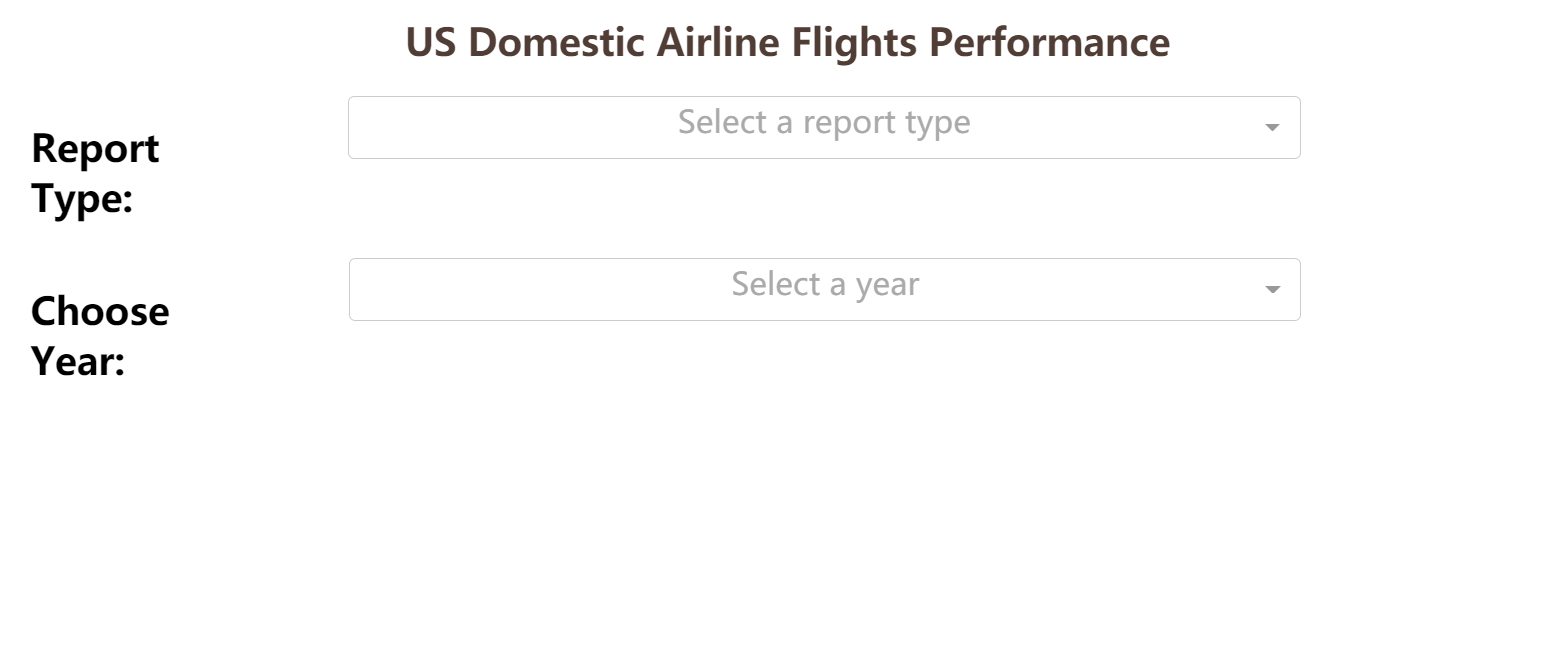 US Domestic Airline Flights Performance
Select a report type
Report
Type:
Select a year
Choose
Year: